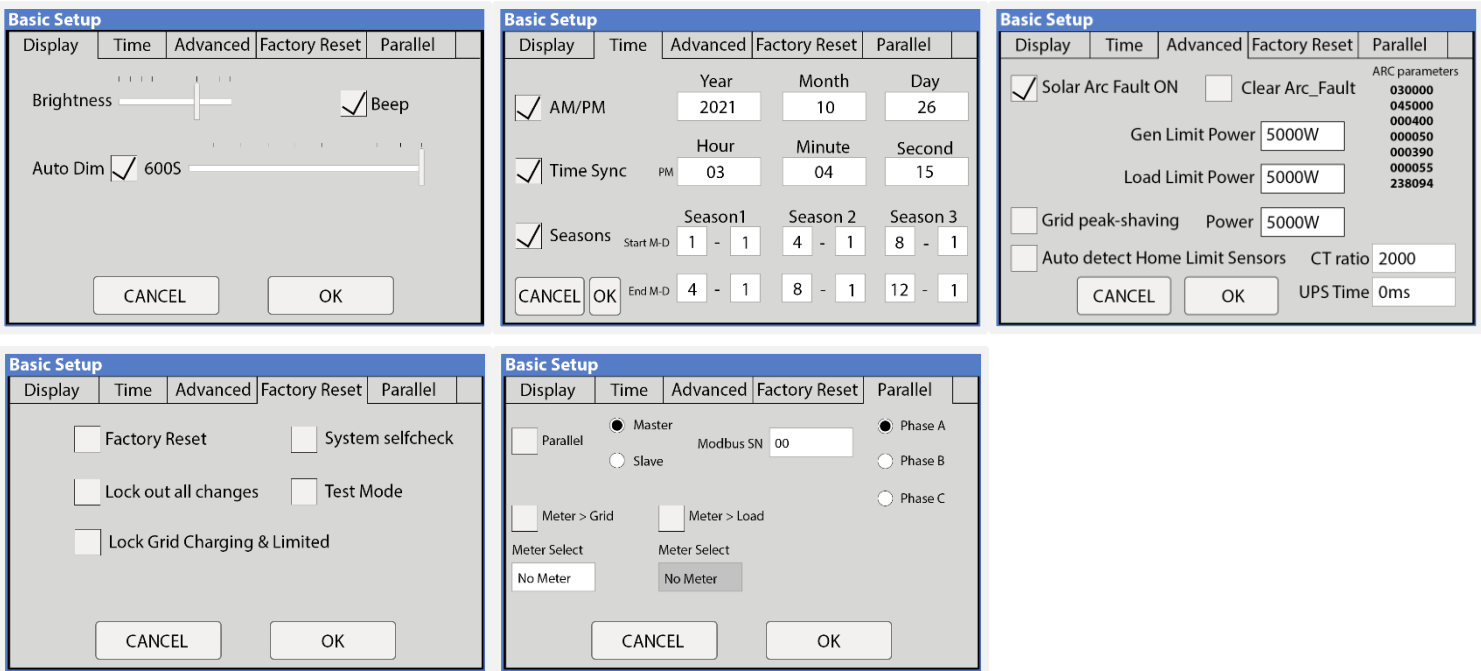 Basic Setup
Display Time Advanced Factory Reset Parallel
Brightness Beep
Auto Dim 600S
CANCEL OK
Basic Setup
Display Time Advanced Factory Reset Parallel
Year Month Day
AM/PM 2021 10 26
Hour Minute Second
Time Sync PM 03 04 15
Season1 Season 2 Season 3
Seasons Start M-D 1 - 1 4 - 1 8 - 1
CANCEL OK End M-D 4 - 1 8 - 1 12 - 1
Basic Setup
Display Time Advanced Factory Reset Parallel
ARC parameters
Solar Arc Fault ON Clear Arc_Fault 030000
045000
000400
Gen Limit Power 5000W 000050
000390
000055
Load Limit Power 5000W 238094
Grid peak-shaving Power 5000W
Auto detect Home Limit Sensors CT ratio 2000
CANCEL OK UPS Time 0ms
Basic Setup
Display Time Advanced Factory Reset Parallel
Factory Reset System selfcheck
Lock out all changes Test Mode
Lock Grid Charging & Limited
CANCEL OK
Basic Setup
Display Time Advanced Factory Reset Parallel
Master Phase A
Parallel Modbus SN 00
Slave Phase B
Phase C
Meter > Grid Meter > Load
Meter Select Meter Select
No Meter No Meter
CANCEL OK